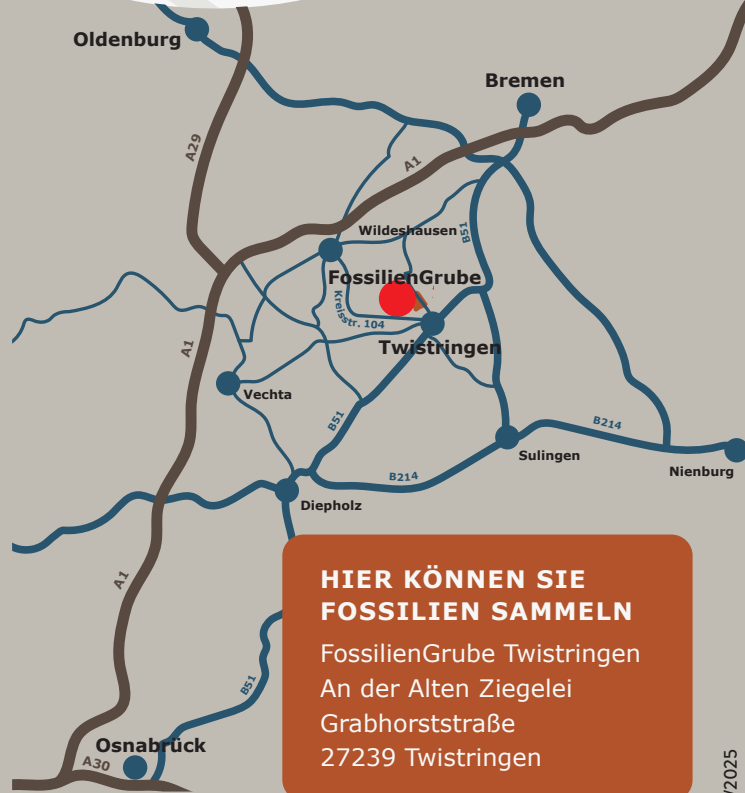 Oldenburg
Bremen
A29
A1
Wildeshausen
B51
FossilienGrube
Kreisstr. 104
Twistringen
A1
Vechta
B51
B214
Sulingen
B214
Nienburg
Diepholz
A1
HIER KÖNNEN SIE
FOSSILIEN SAMMELN
FossilienGrube Twistringen
An der Alten Ziegelei
Grabhorststraße
27239 Twistringen
B51
Osnabrück
A30
/2025